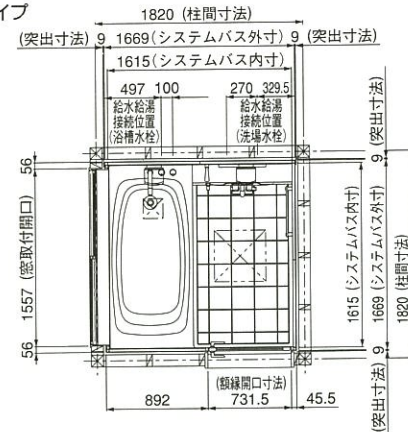 イプ
1820 (柱間寸法)
(突出寸法) 9 1669(システムバス外寸) 9 (突出寸法)
1615(システムバス内寸)
497 100 270 329.5
給水給湯
接続位置
(浴槽水栓)
給水給湯
接続位置
(洗場水栓)
56
1557 (窓取付開口)
56
9 (突出寸法)
1615 (システムバス内寸)
1669 (システムバス外寸)
1820 (柱間寸法)
9
(突出寸法)
(額縁開口寸法)
892 731.5 45.5